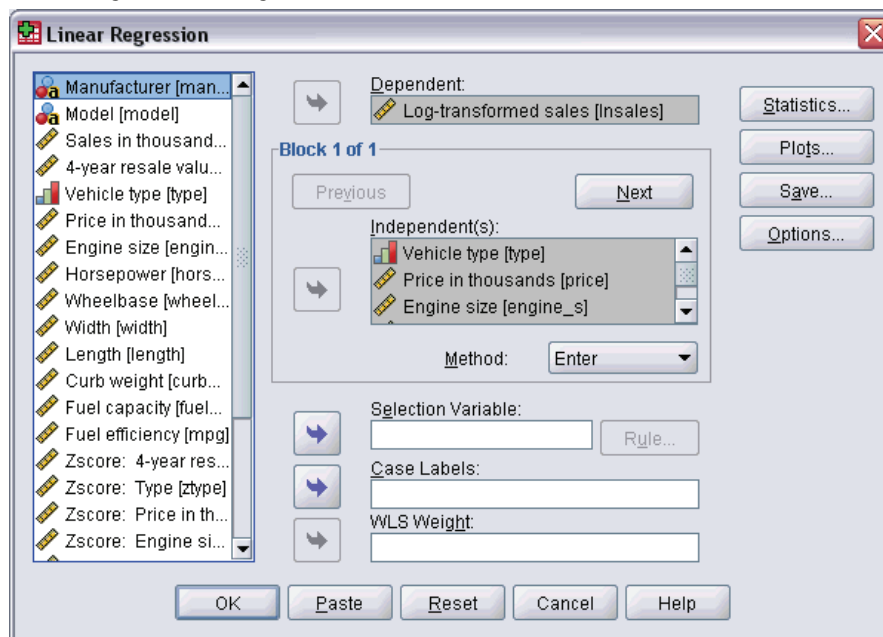 Linear Regression
Manufacturer [man...
Model [model]
Sales in thousand...
4-year resale valu...
Vehicle type [type]
Price in thousand...
Engine size [engin...
Horsepower [hors...
Wheelbase [wheel...
Width [width]
Length [length]
Curb weight [curb...
Fuel capacity [fuel...
Fuel efficiency [mpg]
Zscore: 4-year res...
Zscore: Type [ztype]
Zscore: Price in th...
Zscore: Engine si...
Dependent:
Log-transformed sales [lnsales]
Block 1 of 1
Previous
Next
Independent(s):
Vehicle type [type]
Price in thousands [price]
Engine size [engine_s]
Method:
Enter
Selection Variable:
Rule...
Case Labels:
WLS Weight:
Statistics...
Plots...
Save...
Options...
OK
Paste
Reset
Cancel
Help